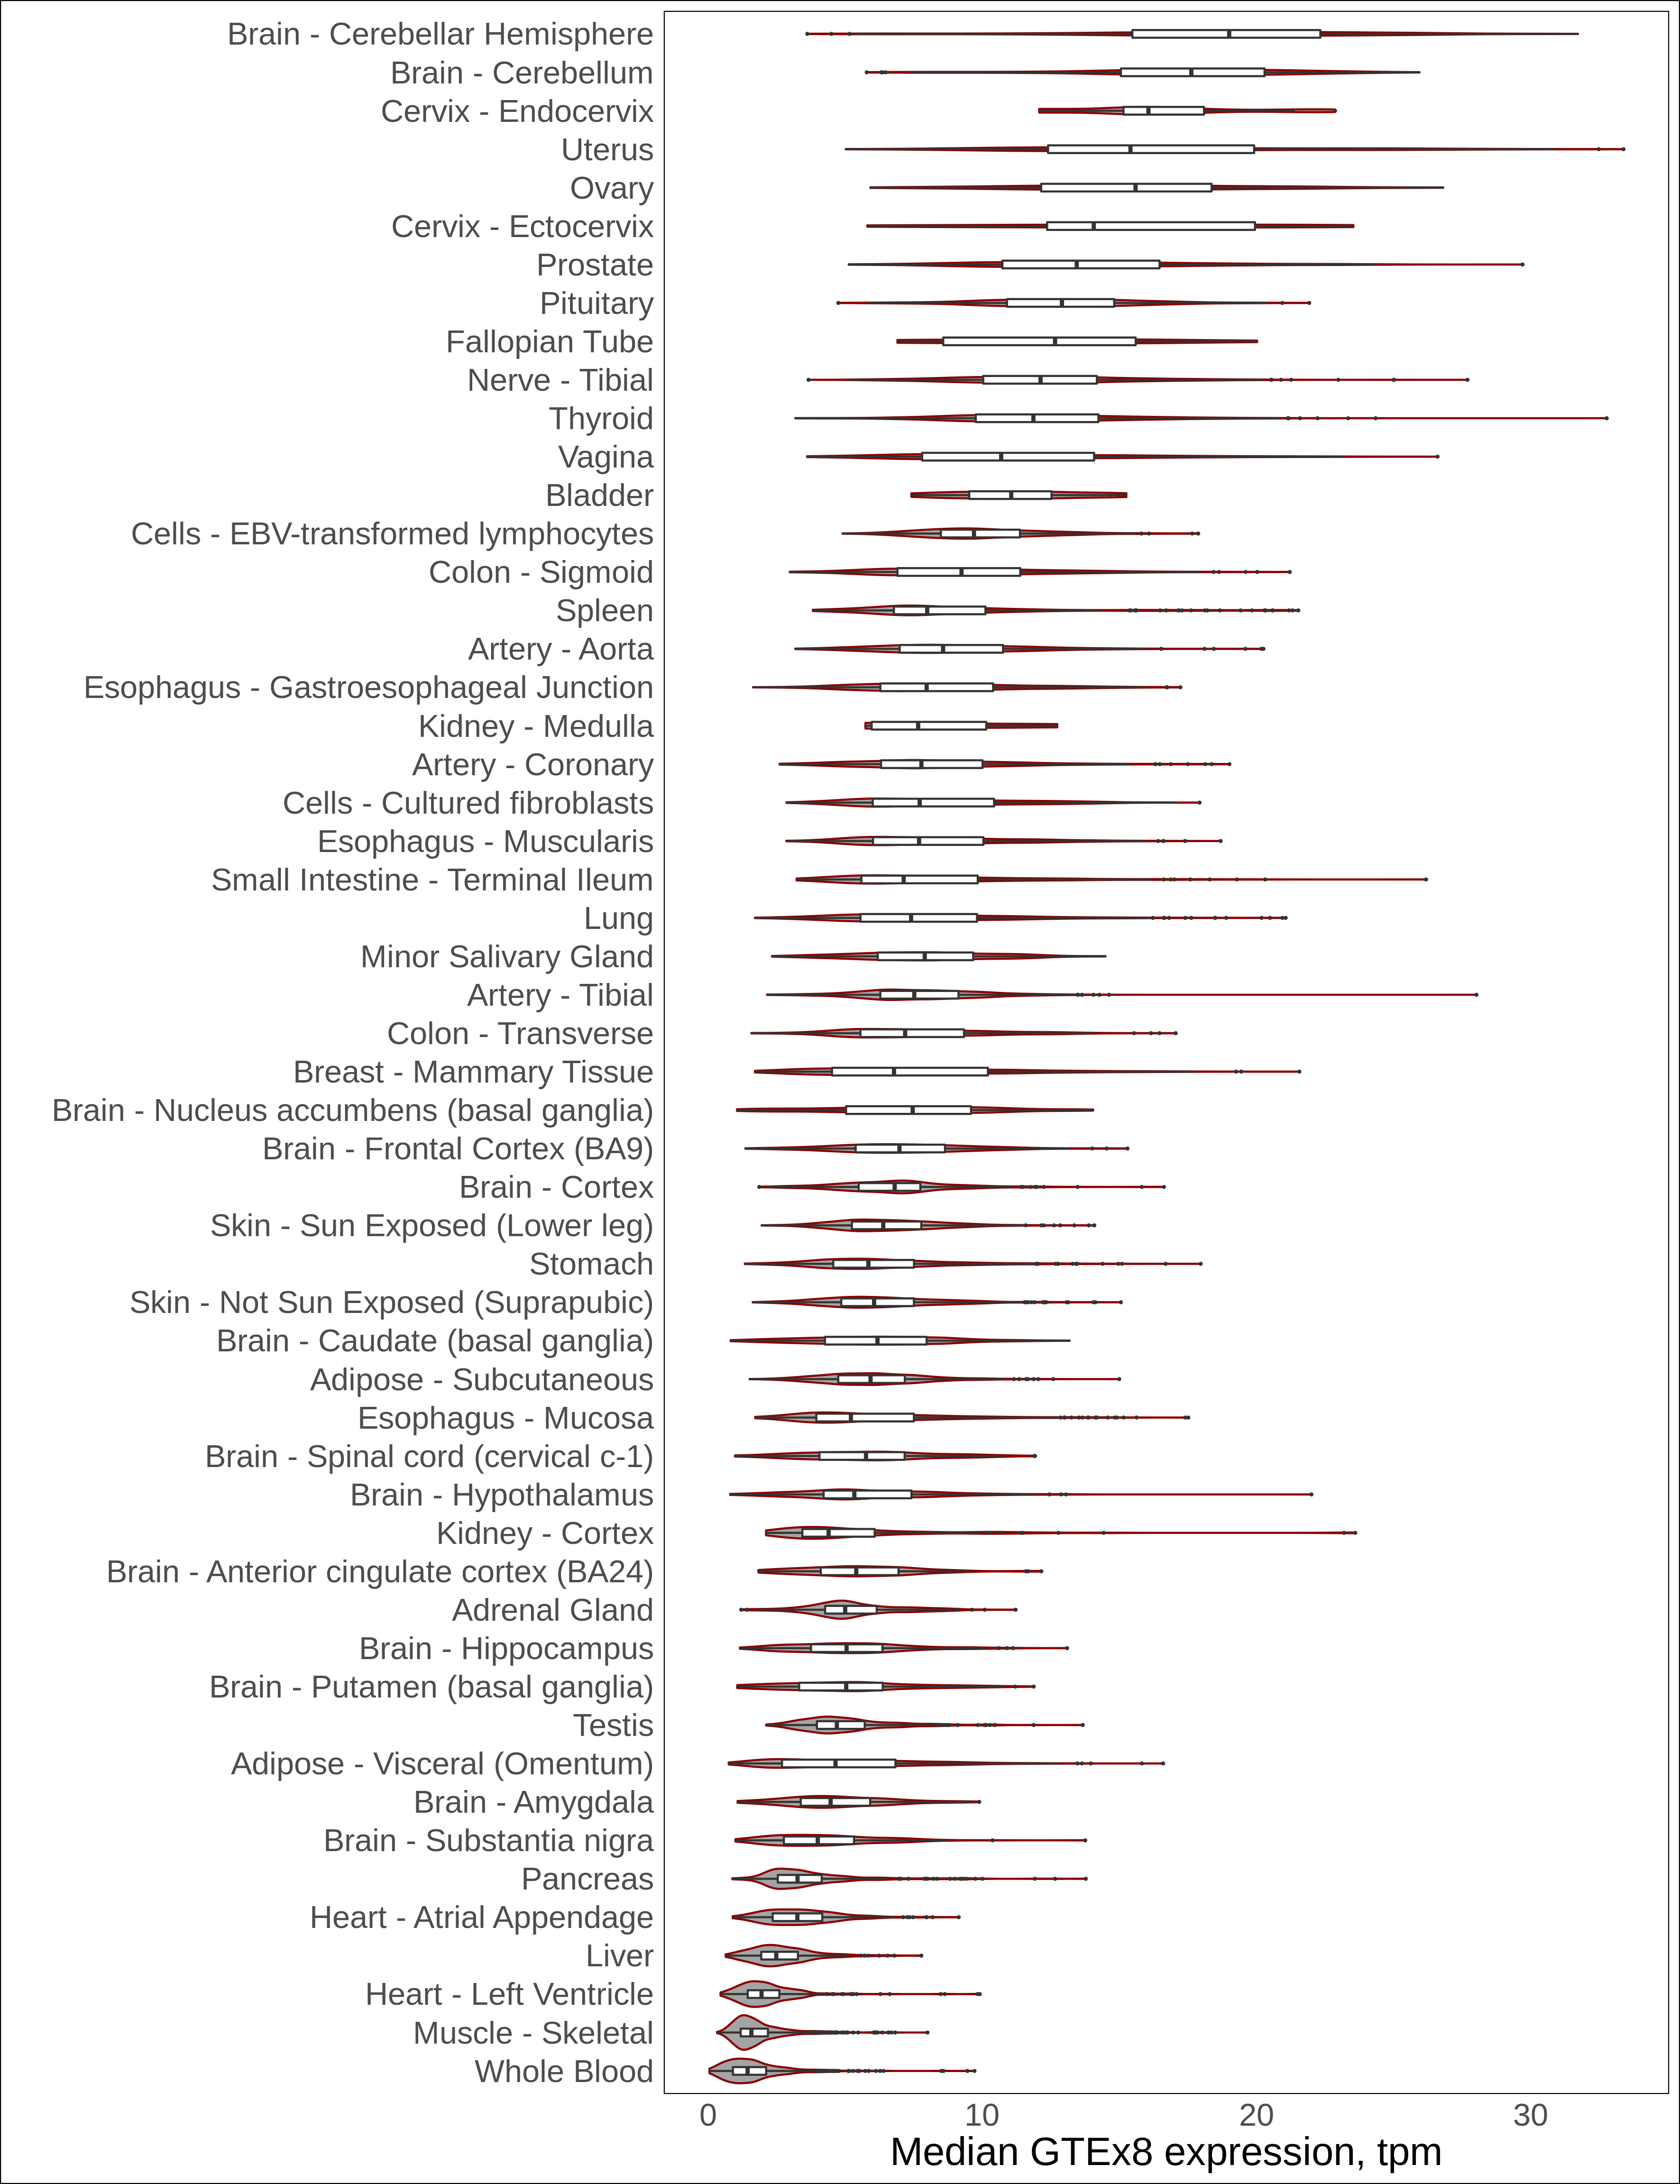 Brain - Cerebellar Hemisphere
Brain - Cerebellum
Cervix - Endocervix
Uterus
Ovary
Cervix - Ectocervix
Prostate
Pituitary
Fallopian Tube
Nerve - Tibial
Thyroid
Vagina
Bladder
Cells - EBV-transformed lymphocytes
Colon - Sigmoid
Spleen
Artery - Aorta
Esophagus - Gastroesophageal Junction
Kidney - Medulla
Artery - Coronary
Cells - Cultured fibroblasts
Esophagus - Muscularis
Small Intestine - Terminal Ileum
Lung
Minor Salivary Gland
Artery - Tibial
Colon - Transverse
Breast - Mammary Tissue
Brain - Nucleus accumbens (basal ganglia)
Brain - Frontal Cortex (BA9)
Brain - Cortex
Skin - Sun Exposed (Lower leg)
Stomach
Skin - Not Sun Exposed (Suprapubic)
Brain - Caudate (basal ganglia)
Adipose - Subcutaneous
Esophagus - Mucosa
Brain - Spinal cord (cervical c-1)
Brain - Hypothalamus
Kidney - Cortex
Brain - Anterior cingulate cortex (BA24)
Adrenal Gland
Brain - Hippocampus
Brain - Putamen (basal ganglia)
Testis
Adipose - Visceral (Omentum)
Brain - Amygdala
Brain - Substantia nigra
Pancreas
Heart - Atrial Appendage
Liver
Heart - Left Ventricle
Muscle - Skeletal
Whole Blood
0 10 20 30
Median GTEx8 expression, tpm